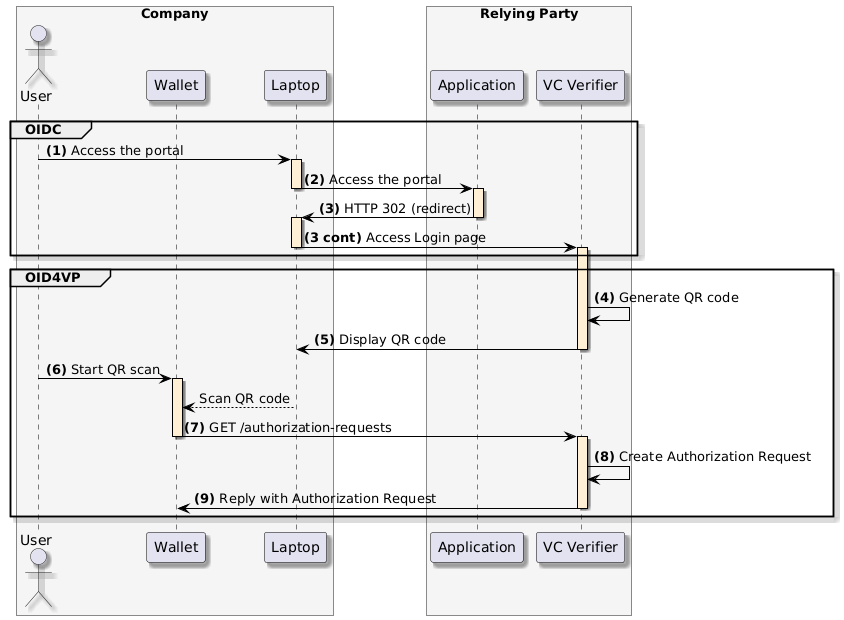 Company
Relying Party
User
Wallet
Laptop
Application
VC Verifier
OIDC
(1) Access the portal
(2) Access the portal
(3) HTTP 302 (redirect)
(3 cont) Access Login page
OID4VP
(4) Generate QR code
(5) Display QR code
(6) Start QR scan
Scan QR code
(7) GET /authorization-requests
(8) Create Authorization Request
(9) Reply with Authorization Request
User
Wallet
Laptop
Application
VC Verifier